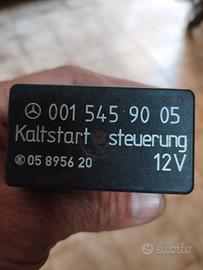 001 545 90 05
Kaltstart steuerung
05 8956 20 12V
subito